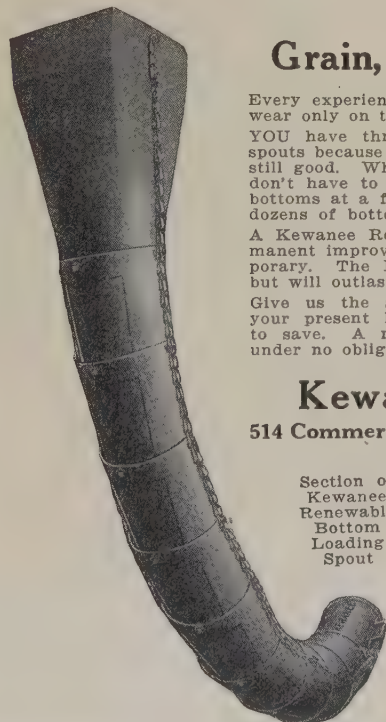 Grain,
Every experien
wear only on t
YOU have thr
spouts because
still good. Wh
don't have to
bottoms at a f
dozens of botto
A Kewanee Re
manent improv
porary. The
but will outlas
Give us the
your present
to save. A r
under no oblig
Kewa
514 Commer
Section o
Kewanee
Renewabl
Bottom
Loading
Spout